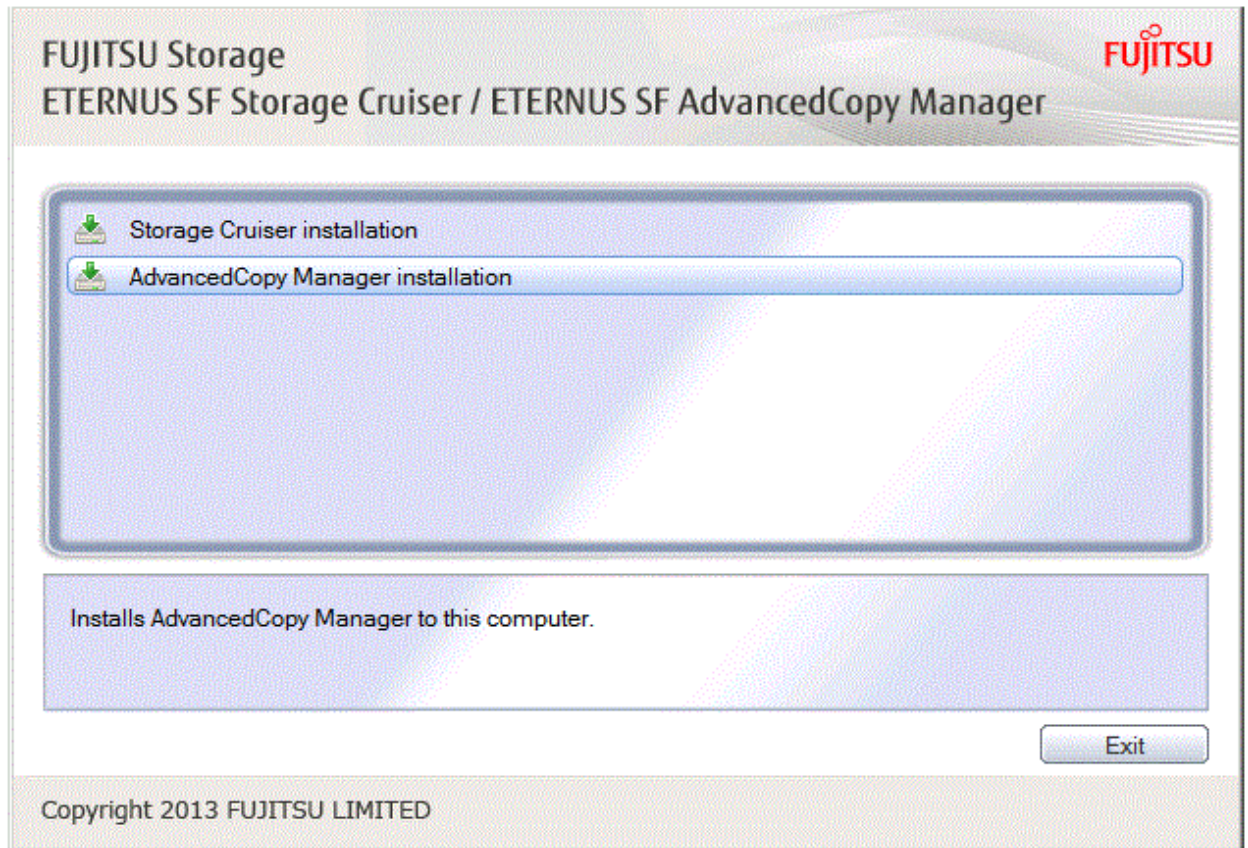 FUJITSU Storage
FUJITSU
ETERNUS SF Storage Cruiser / ETERNUS SF AdvancedCopy Manager
Storage Cruiser installation
AdvancedCopy Manager installation
Installs AdvancedCopy Manager to this computer.
Exit
Copyright 2013 FUJITSU LIMITED